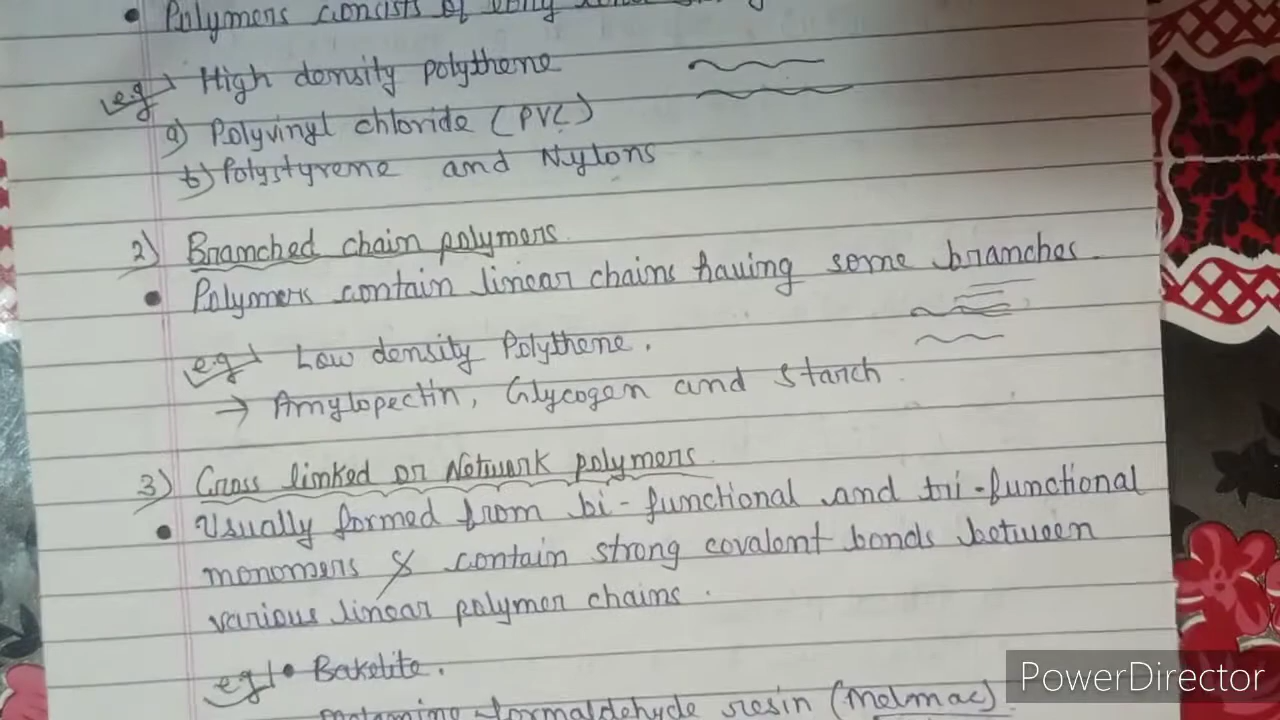 • Polymers consists of long
eg → High density polythene
a) Polyvinyl chloride (PVC)
b) Polystyrene and Nylons
2) Branched chain polymers.
• Polymers contain linear chains having some branches.
eg → Low density Polythene.
→ Amylopectin, Glycogen and starch.
3) Cross linked or Network polymers.
• Usually formed from bi-functional and tri-functional
monomers & contain strong covalent bonds between
various linear polymer chains.
eg → • Bakelite.
Melamine formaldehyde resin (Melmac).
PowerDirector